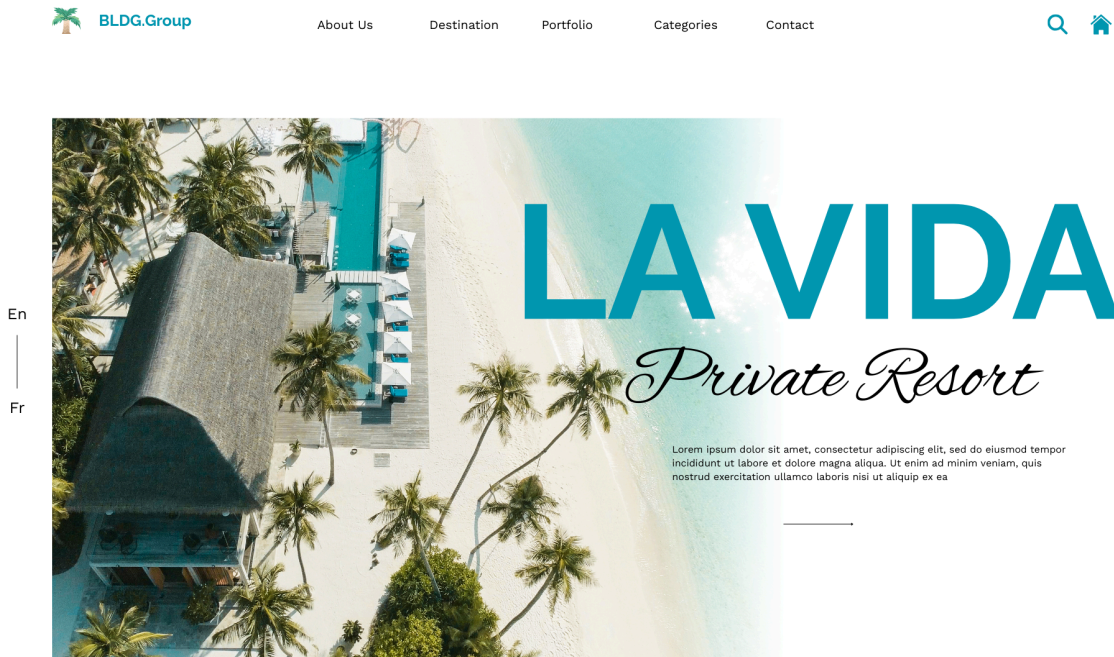 BLDG.Group
About Us
Destination
Portfolio
Categories
Contact
LA VIDA
Private Resort
En
Fr
Lorem ipsum dolor sit amet, consectetur adipiscing elit, sed do eiusmod tempor
incididunt ut labore et dolore magna aliqua. Ut enim ad minim veniam, quis
nostrud exercitation ullamco laboris nisi ut aliquip ex ea